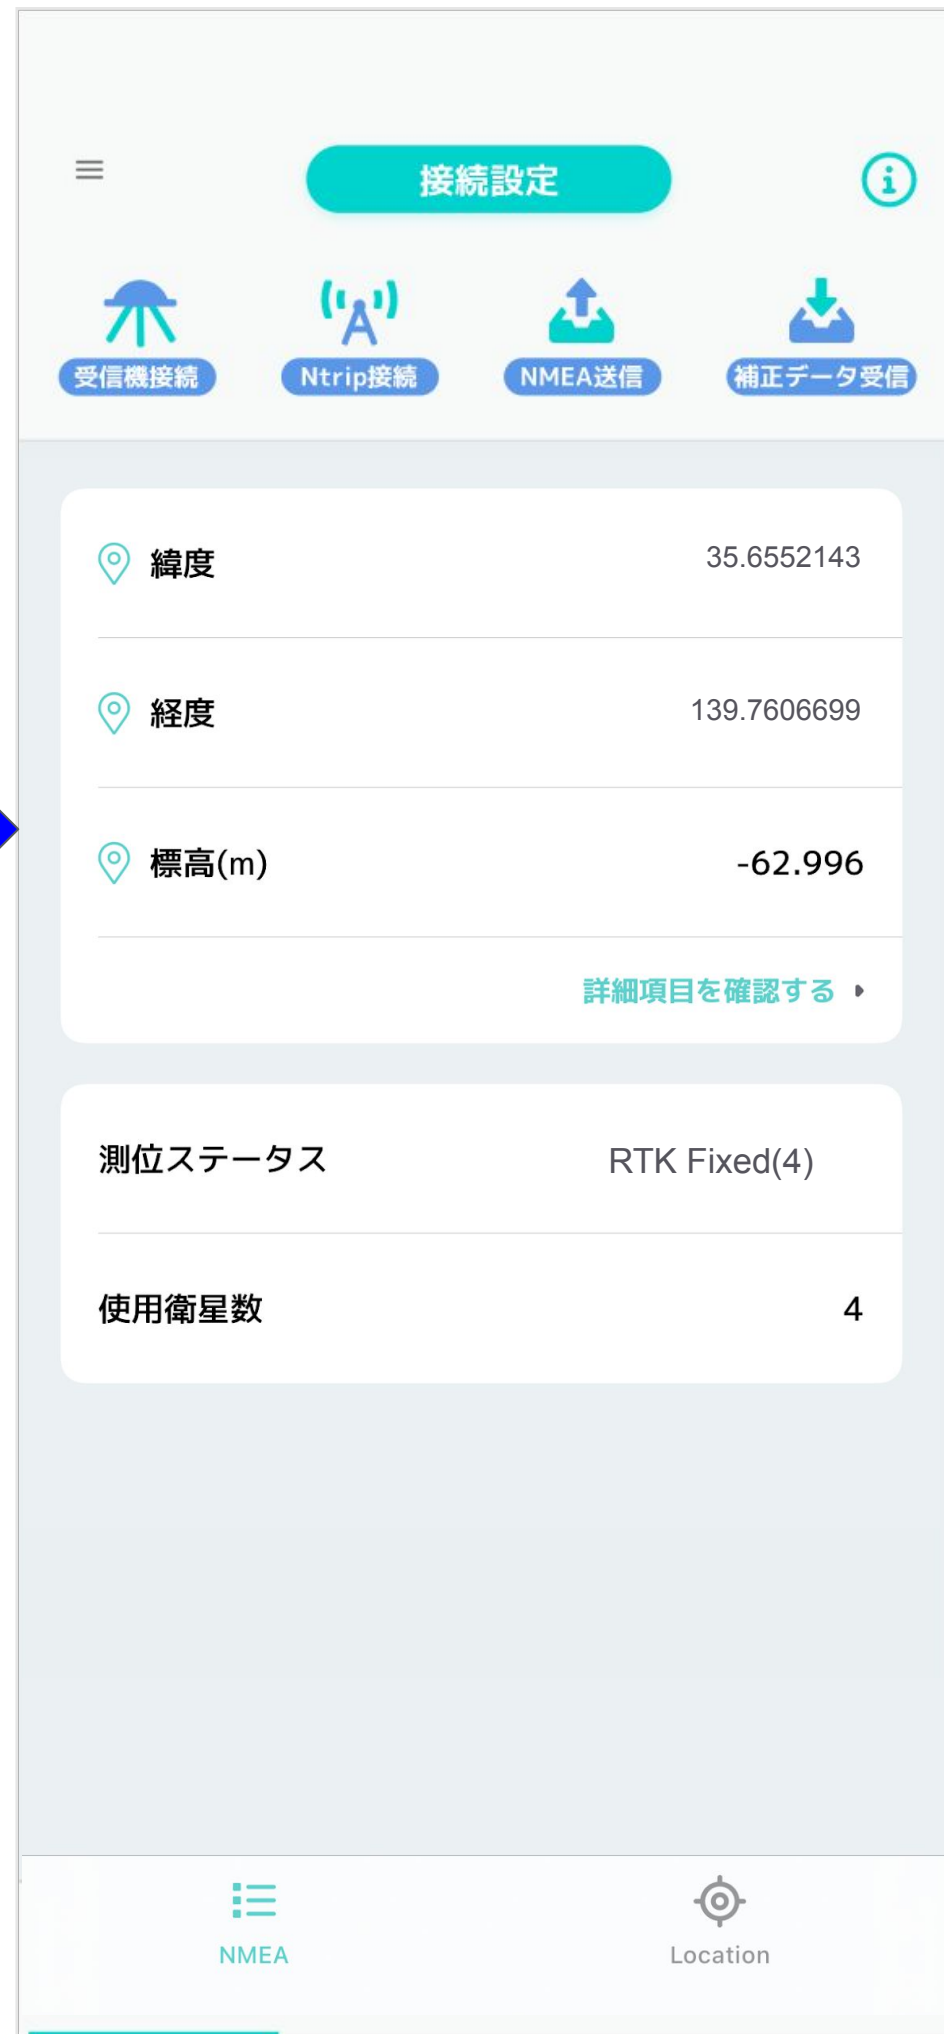 接続設定
受信機接続
Ntrip接続
NMEA送信
補正データ受信
緯度 35.6552143
経度 139.7606699
標高(m) -62.996
詳細項目を確認する
測位ステータス RTK Fixed(4)
使用衛星数 4
NMEA
Location